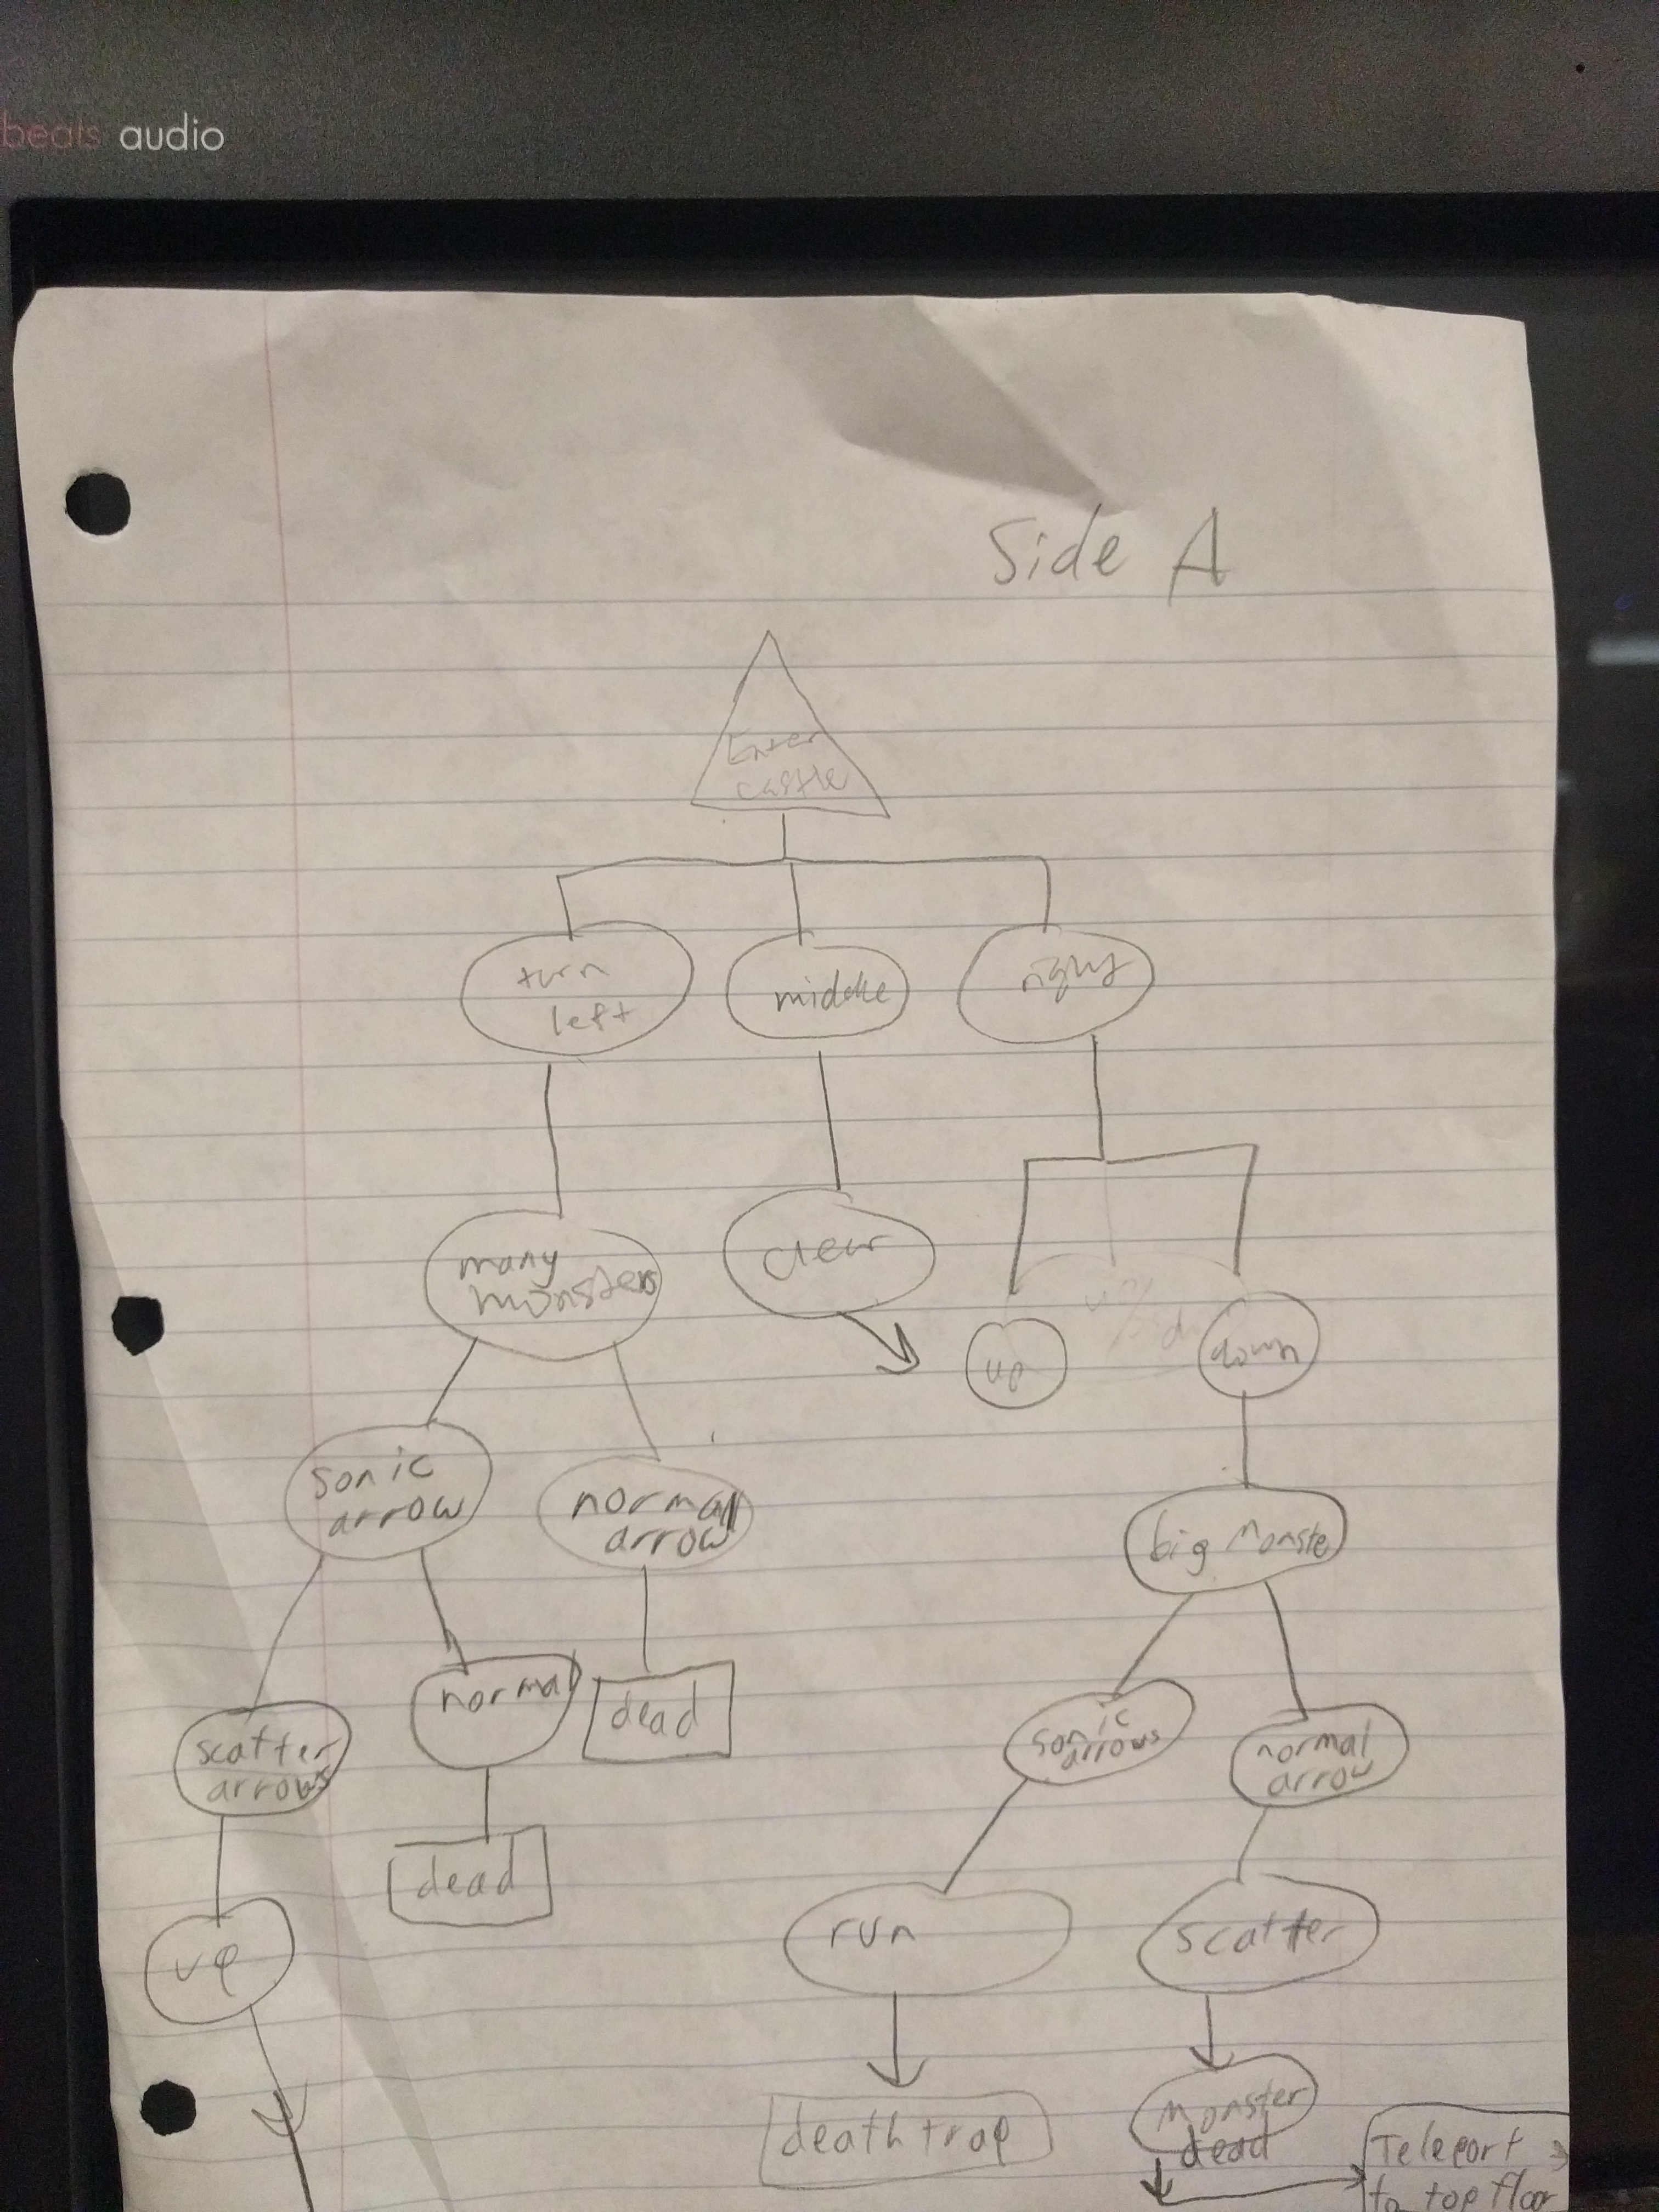 beats audio
Side A
Enter
castle
turn
left
middle
right
many
monsters
clear
up
down
sonic
arrow
normal
arrow
big monste
scatter
arrows
normal
dead
sonic
arrows
normal
arrow
dead
up
run
scatter
death trap
Monster
dead
Teleport
to top floor